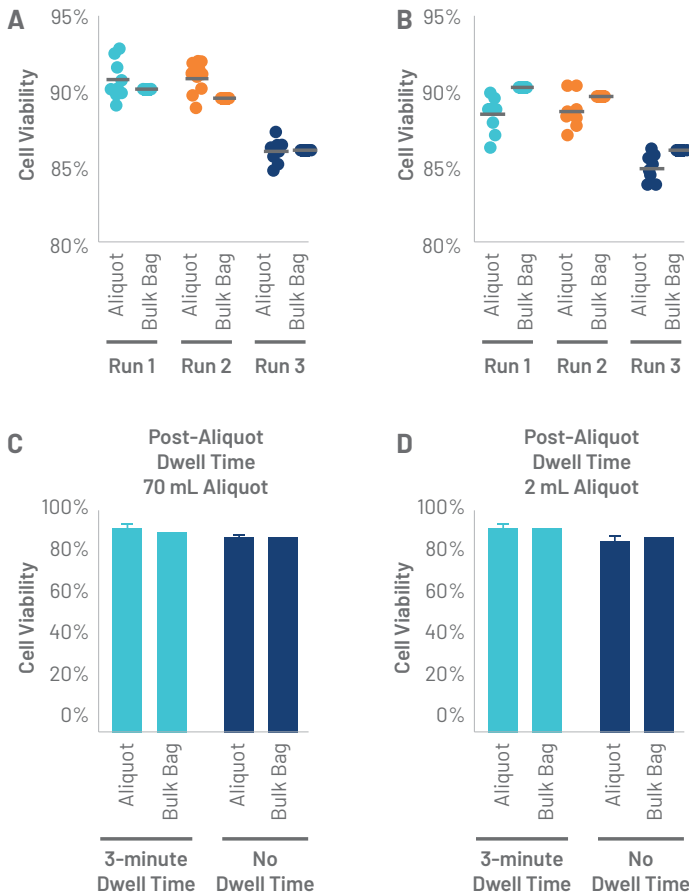 A
Cell Viability
95%
90%
85%
80%
Aliquot
Bulk Bag
Aliquot
Bulk Bag
Aliquot
Bulk Bag
Run 1
Run 2
Run 3
B
Cell Viability
95%
90%
85%
80%
Aliquot
Bulk Bag
Aliquot
Bulk Bag
Aliquot
Bulk Bag
Run 1
Run 2
Run 3
C
Post-Aliquot
Dwell Time
70 mL Aliquot
Cell Viability
100%
80%
60%
40%
20%
0%
Aliquot
Bulk Bag
Aliquot
Bulk Bag
3-minute
Dwell Time
No
Dwell Time
D
Post-Aliquot
Dwell Time
2 mL Aliquot
Cell Viability
100%
80%
60%
40%
20%
0%
Aliquot
Bulk Bag
Aliquot
Bulk Bag
3-minute
Dwell Time
No
Dwell Time